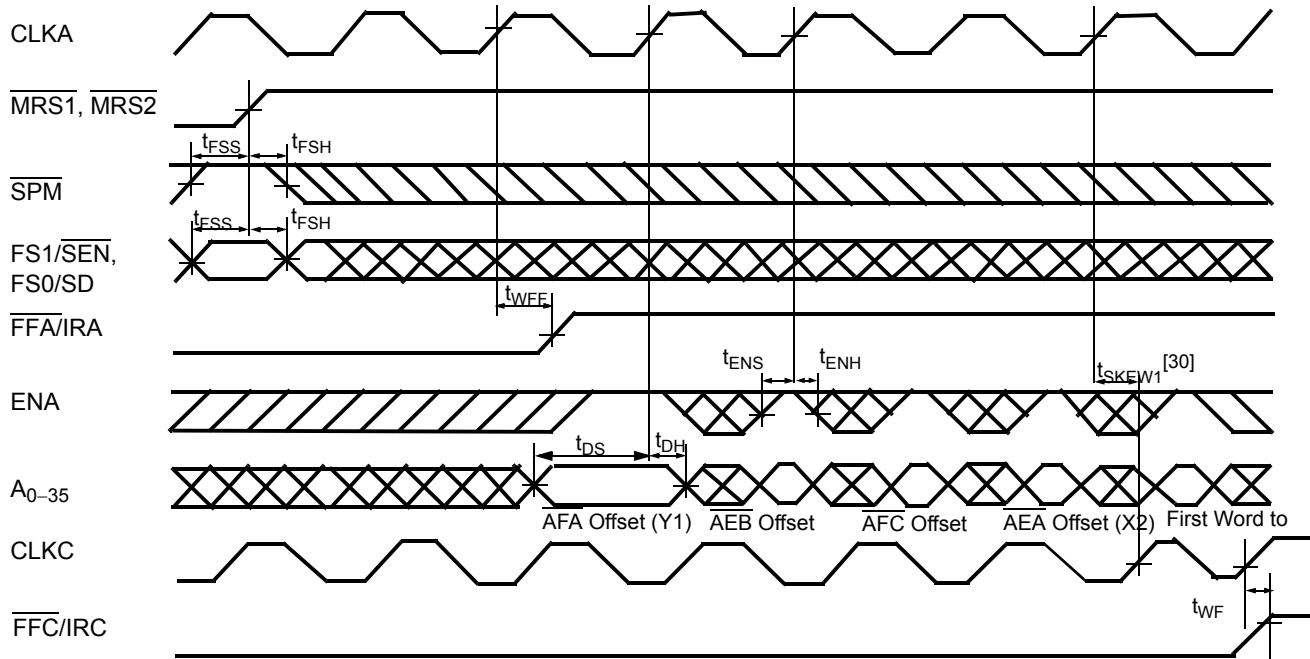 CLKA
MRS1, MRS2
tFSS tFSH
SPM
tFSS tFSH
FS1/SEN,
FS0/SD
tWFF
FFA/IRA
tENS tENH tSKEW1[30]
ENA
tDS tDH
A0–35
AFA Offset (Y1) AEB Offset AFC Offset AEA Offset (X2) First Word to
CLKC
tWF
FFC/IRC